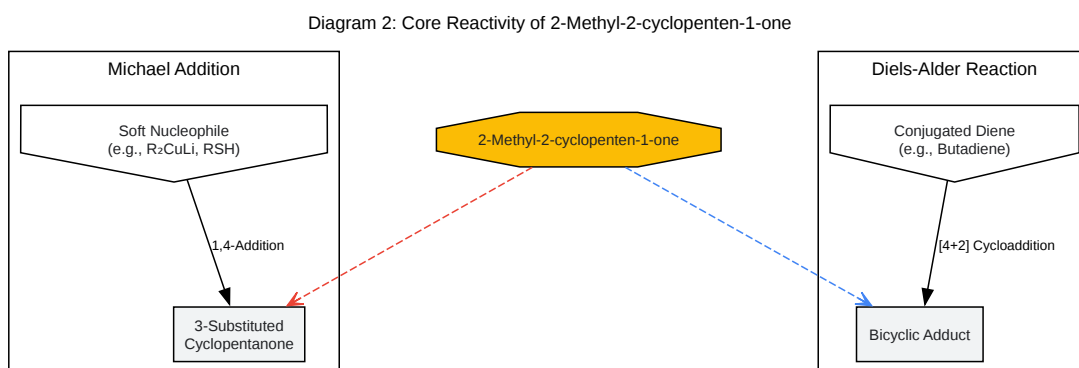 Diagram 2: Core Reactivity of 2-Methyl-2-cyclopenten-1-one
Michael Addition
Soft Nucleophile
(e.g., R₂CuLi, RSH)
1,4-Addition
3-Substituted
Cyclopentanone
2-Methyl-2-cyclopenten-1-one
Diels-Alder Reaction
Conjugated Diene
(e.g., Butadiene)
[4+2] Cycloaddition
Bicyclic Adduct